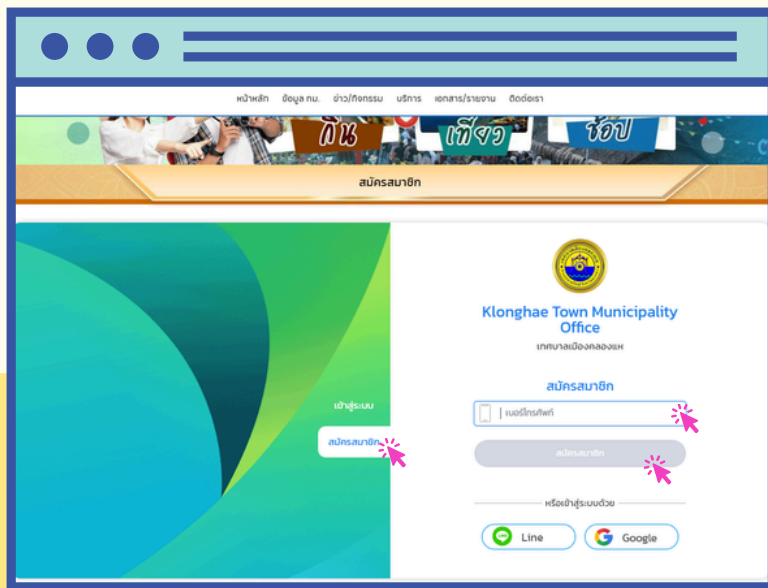 หน้าหลัก ข้อมูล ทม. ข่าว/กิจกรรม บริการ เอกสาร/รายงาน ติดต่อเรา
กิน เที่ยว ช้อป
สมัครสมาชิก
Klonghae Town Municipality
Office
เทศบาลเมืองคลองแห
สมัครสมาชิก
เข้าสู่ระบบ
เบอร์โทรศัพท์
สมัครสมาชิก
สมัครสมาชิก
หรือเข้าสู่ระบบด้วย
Line Google